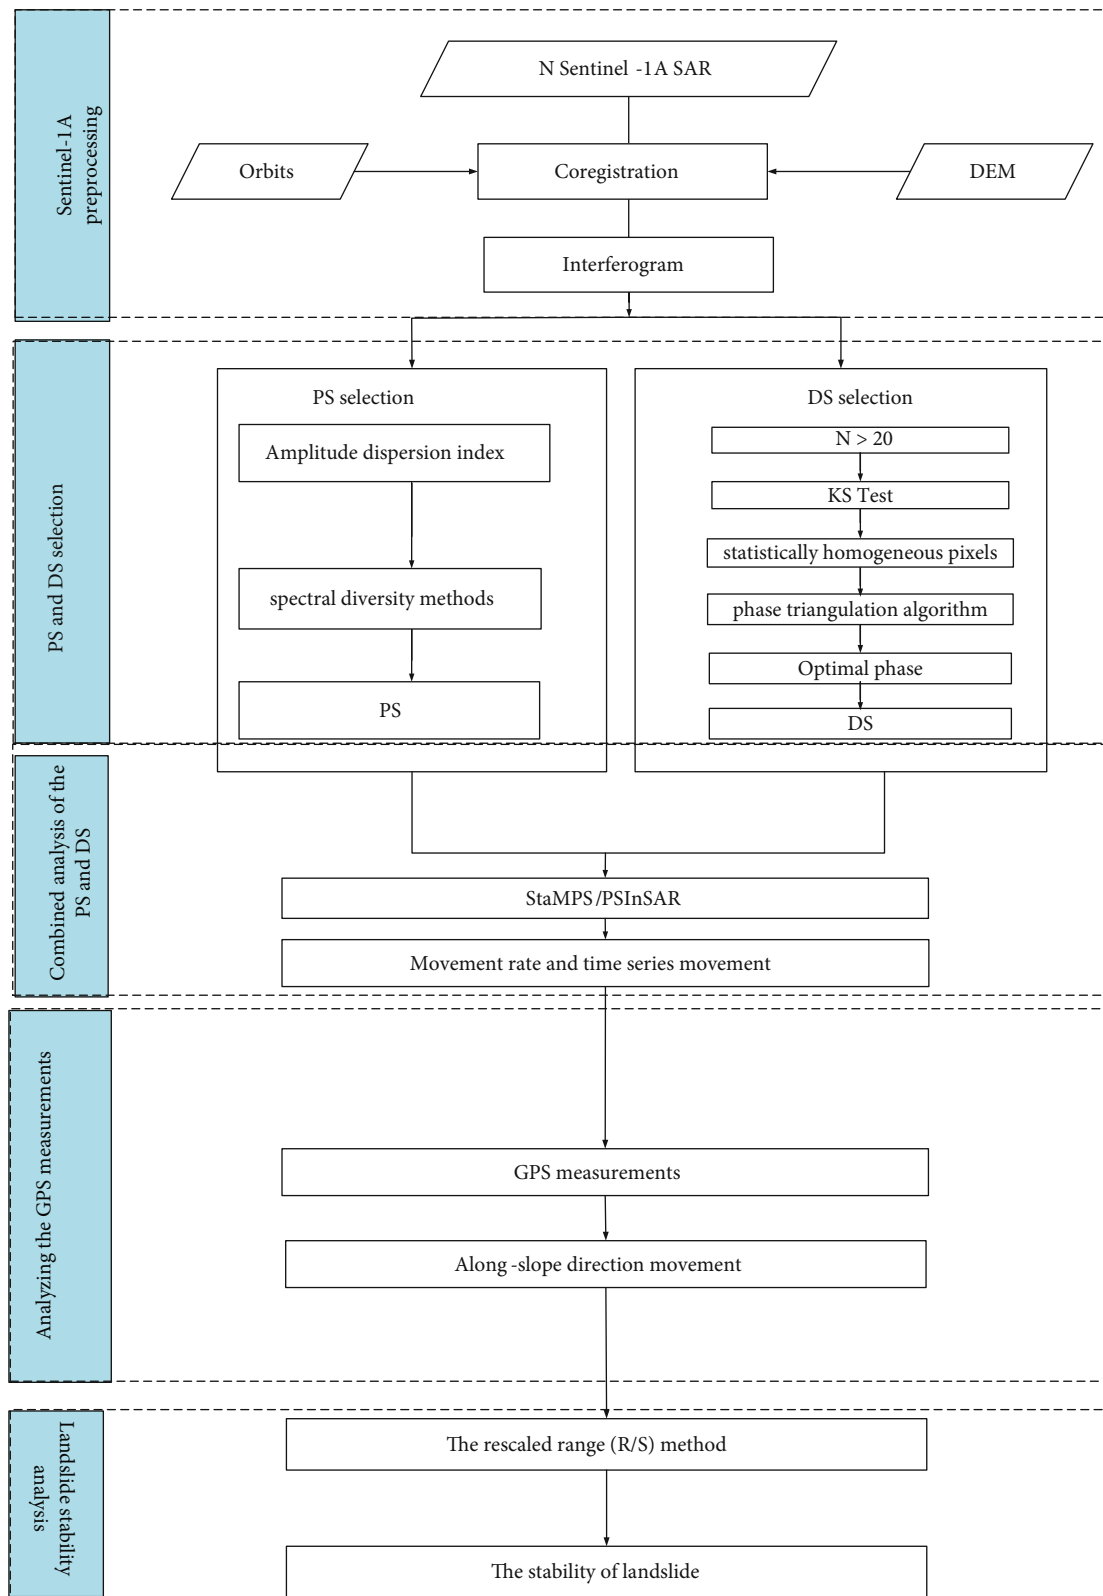 Sentinel-1A
preprocessing
N Sentinel -1A SAR
Orbits
Coregistration
DEM
Interferogram
PS and DS selection
PS selection
Amplitude dispersion index
spectral diversity methods
PS
DS selection
N > 20
KS Test
statistically homogeneous pixels
phase triangulation algorithm
Optimal phase
DS
Combined analysis of the
PS and DS
StaMPS/PSInSAR
Movement rate and time series movement
Analyzing the GPS measurements
GPS measurements
Along-slope direction movement
Landslide stability
analysis
The rescaled range (R/S) method
The stability of landslide